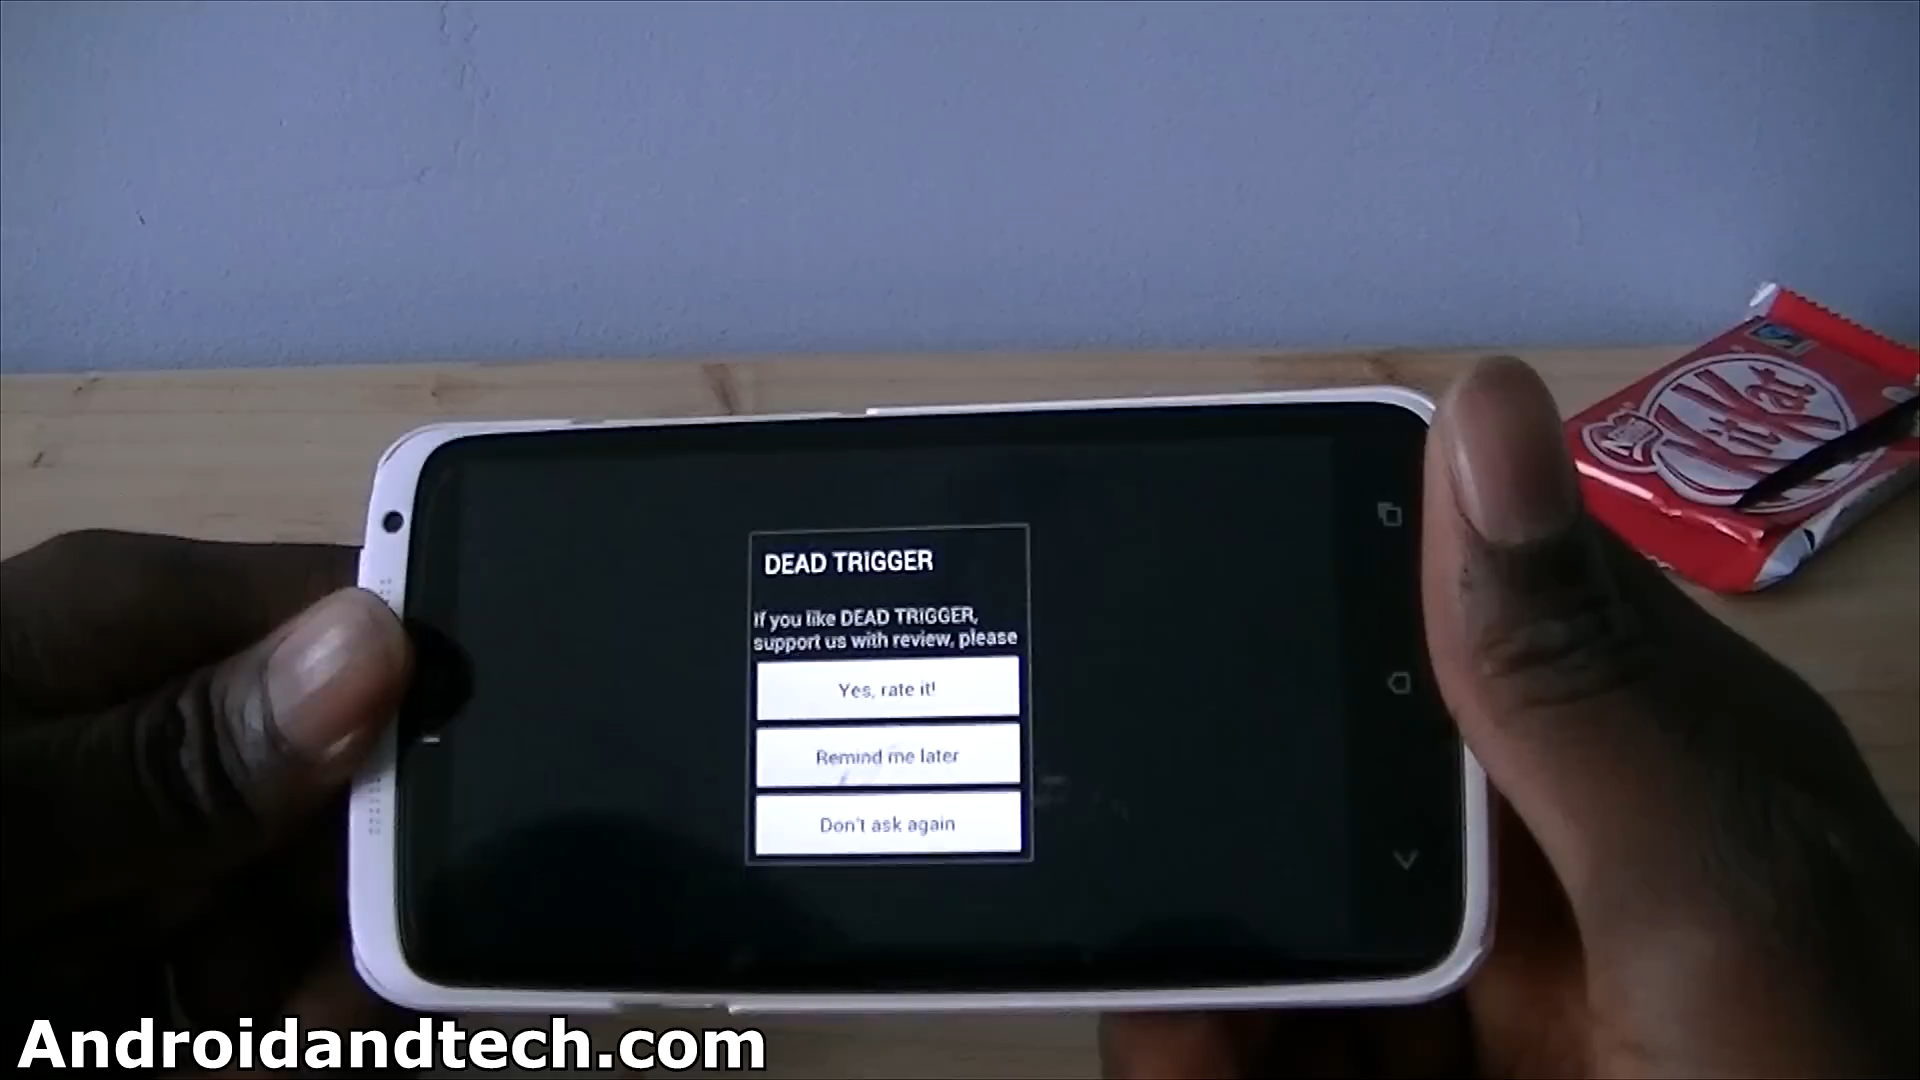 DEAD TRIGGER
If you like DEAD TRIGGER,
support us with review, please
Yes, rate it!
Remind me later
Don't ask again
Nestlé
KitKat
Androidandtech.com